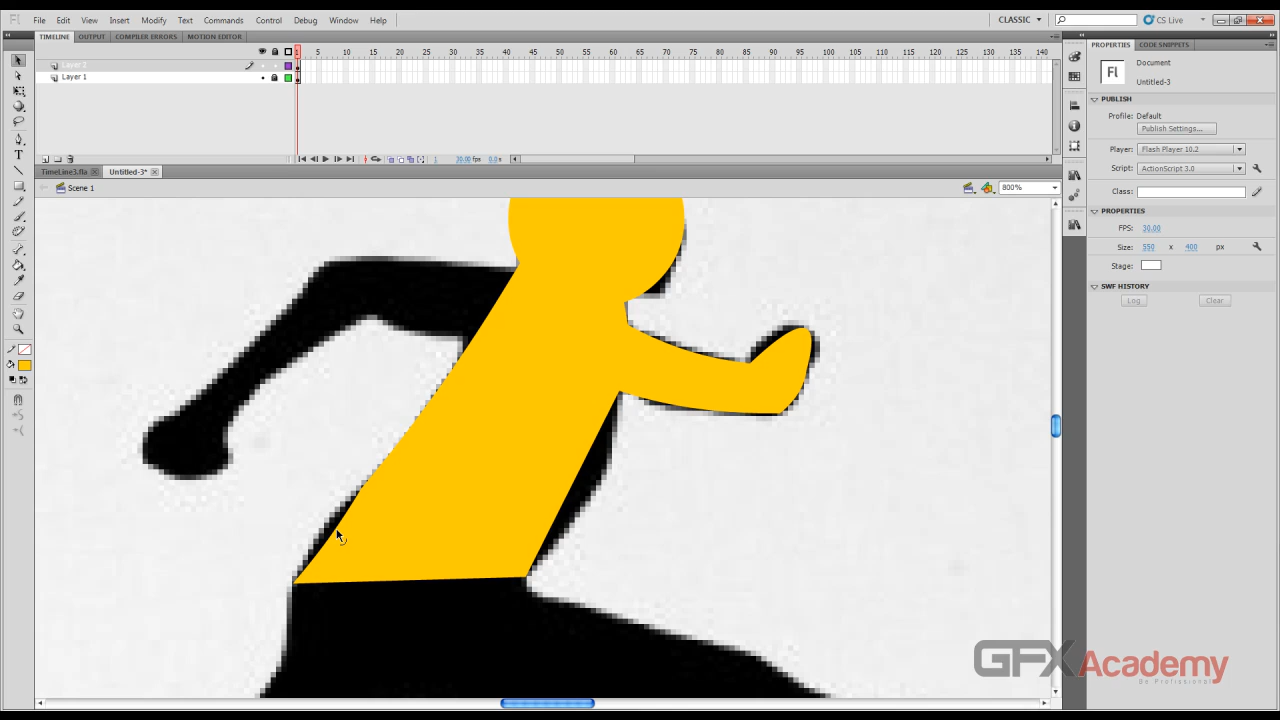 Fl File Edit View Insert Modify Text Commands Control Debug Window Help CLASSIC CS Live
TIMELINE OUTPUT COMPILER ERRORS MOTION EDITOR
1 5 10 15 20 25 30 35 40 45 50 55 60 65 70 75 80 85 90 95 100 105 110 115 120 125 130 135 140
Layer 2
Layer 1
1 30.00 fps 0.0 s
TimeLine3.fla Untitled-3*
Scene 1 800%
PROPERTIES CODE SNIPPETS
Fl Document
Untitled-3
PUBLISH
Profile: Default
Publish Settings...
Player: Flash Player 10.2
Script: ActionScript 3.0
Class:
PROPERTIES
FPS: 30.00
Size: 550 x 400 px
Stage:
SWF HISTORY
Log Clear
T
GFXAcademy
Be Professional